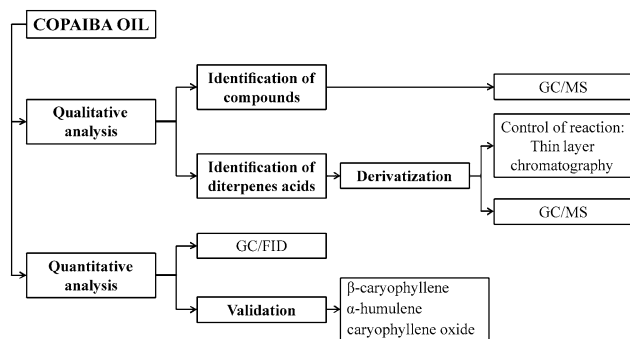 COPAIBA OIL
Qualitative
analysis
Identification of
compounds
GC/MS
Identification of
diterpenes acids
Derivatization
Control of reaction:
Thin layer
chromatography
GC/MS
Quantitative
analysis
GC/FID
Validation
β-caryophyllene
α-humulene
caryophyllene oxide